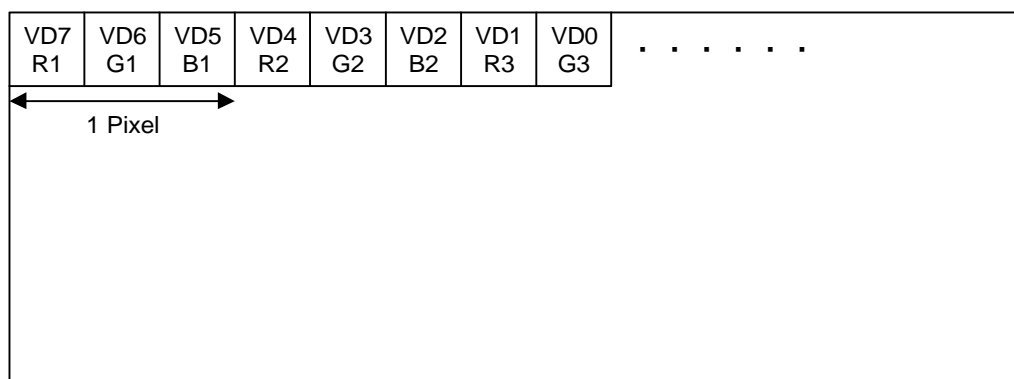 VD7 VD6 VD5 VD4 VD3 VD2 VD1 VD0
R1 G1 B1 R2 G2 B2 R3 G3 . . . . . .
1 Pixel